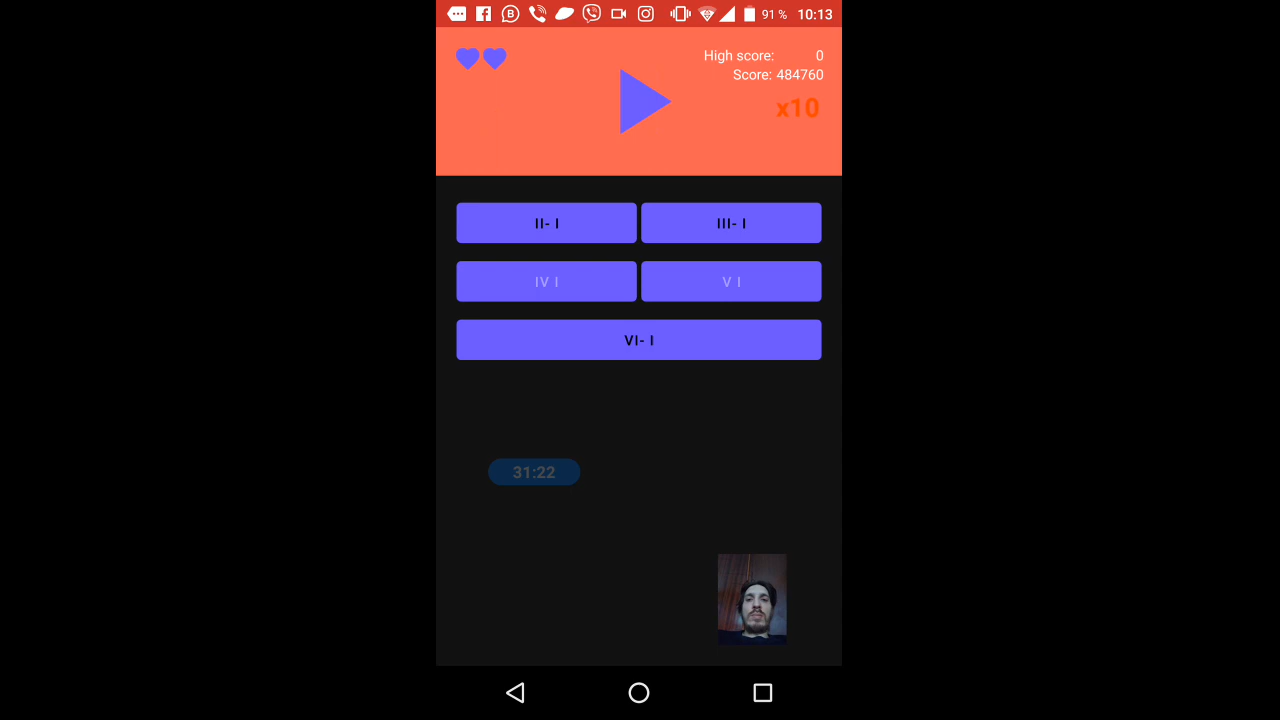 91 % 10:13
High score: 0
Score: 484760
x10
II- I III- I
IV I V I
VI- I
31:22